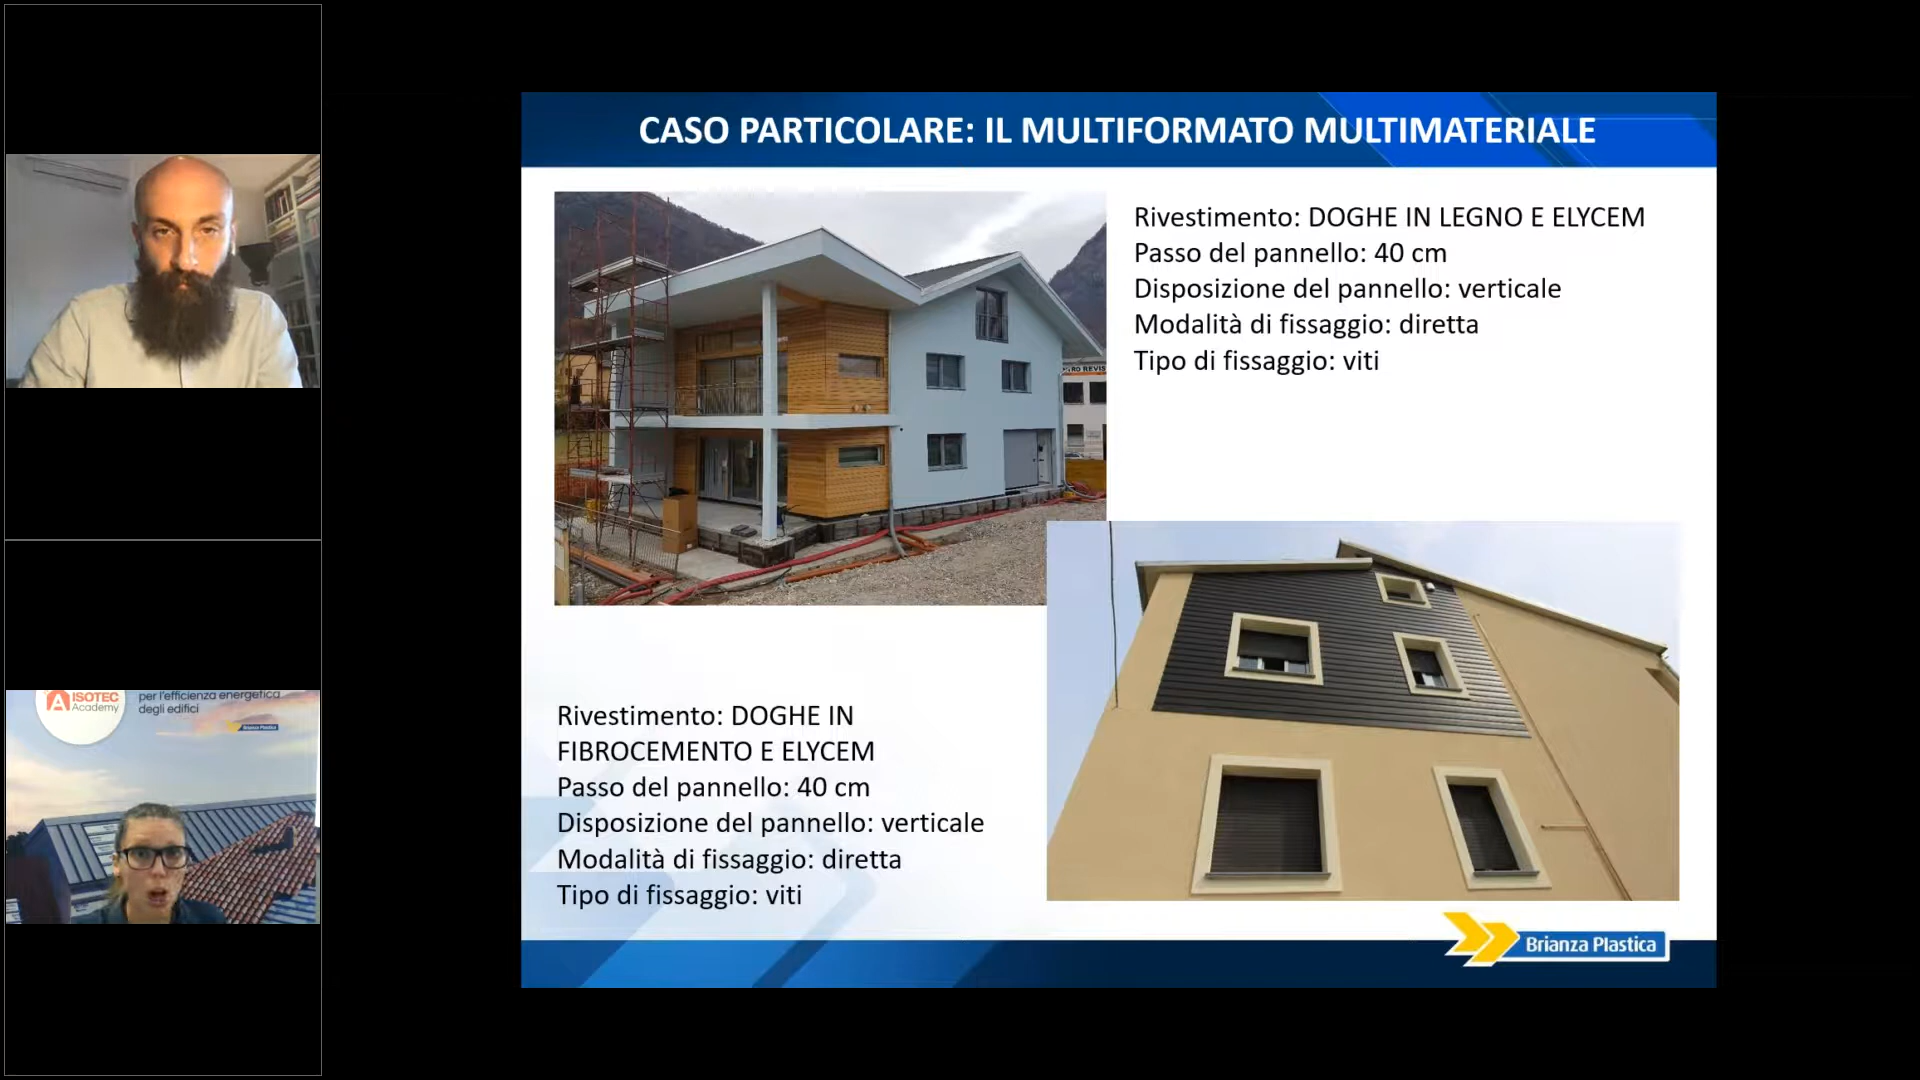 CASO PARTICOLARE: IL MULTIFORMATO MULTIMATERIALE
Rivestimento: DOGHE IN LEGNO E ELYCEM
Passo del pannello: 40 cm
Disposizione del pannello: verticale
Modalità di fissaggio: diretta
Tipo di fissaggio: viti
Rivestimento: DOGHE IN
FIBROCEMENTO E ELYCEM
Passo del pannello: 40 cm
Disposizione del pannello: verticale
Modalità di fissaggio: diretta
Tipo di fissaggio: viti
Brianza Plastica
ISOTEC
Academy
per l'efficienza energetica
degli edifici
Brianza Plastica